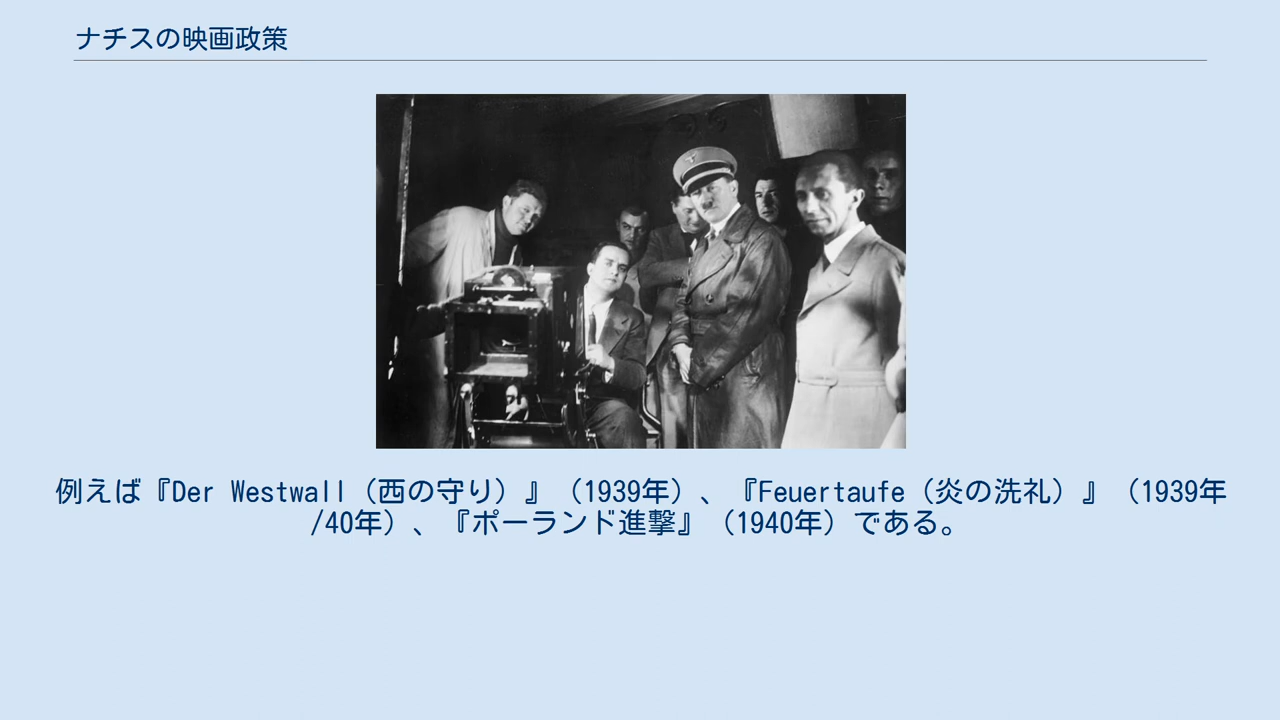 ナチスの映画政策
例えば『Der Westwall（西の守り）』（1939年）、『Feuertaufe（炎の洗礼）』（1939年
/40年）、『ポーランド進撃』（1940年）である。